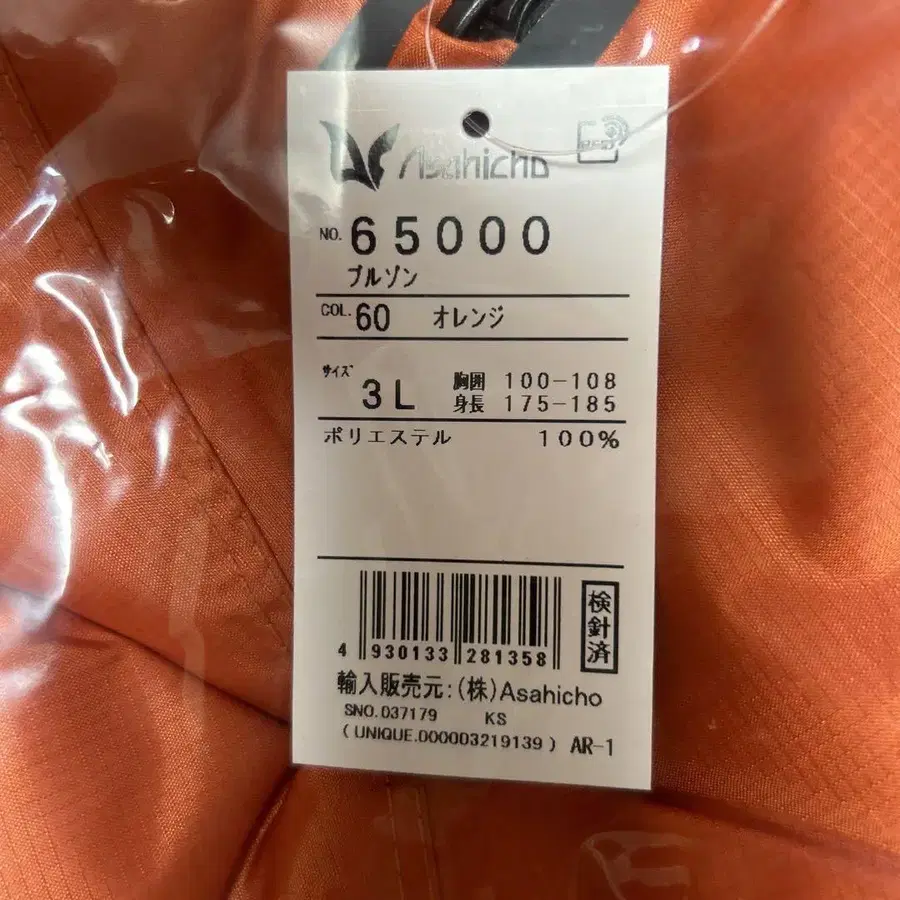 Asahicho
NO. 65000
ブルゾン
COL. 60 オレンジ
サイズ 3L 胸囲 100-108
身長 175-185
ポリエステル 100%
4 930133 281358
検針済
輸入販売元:(株)Asahicho
SNO.037179 KS
(UNIQUE.000003219139) AR-1